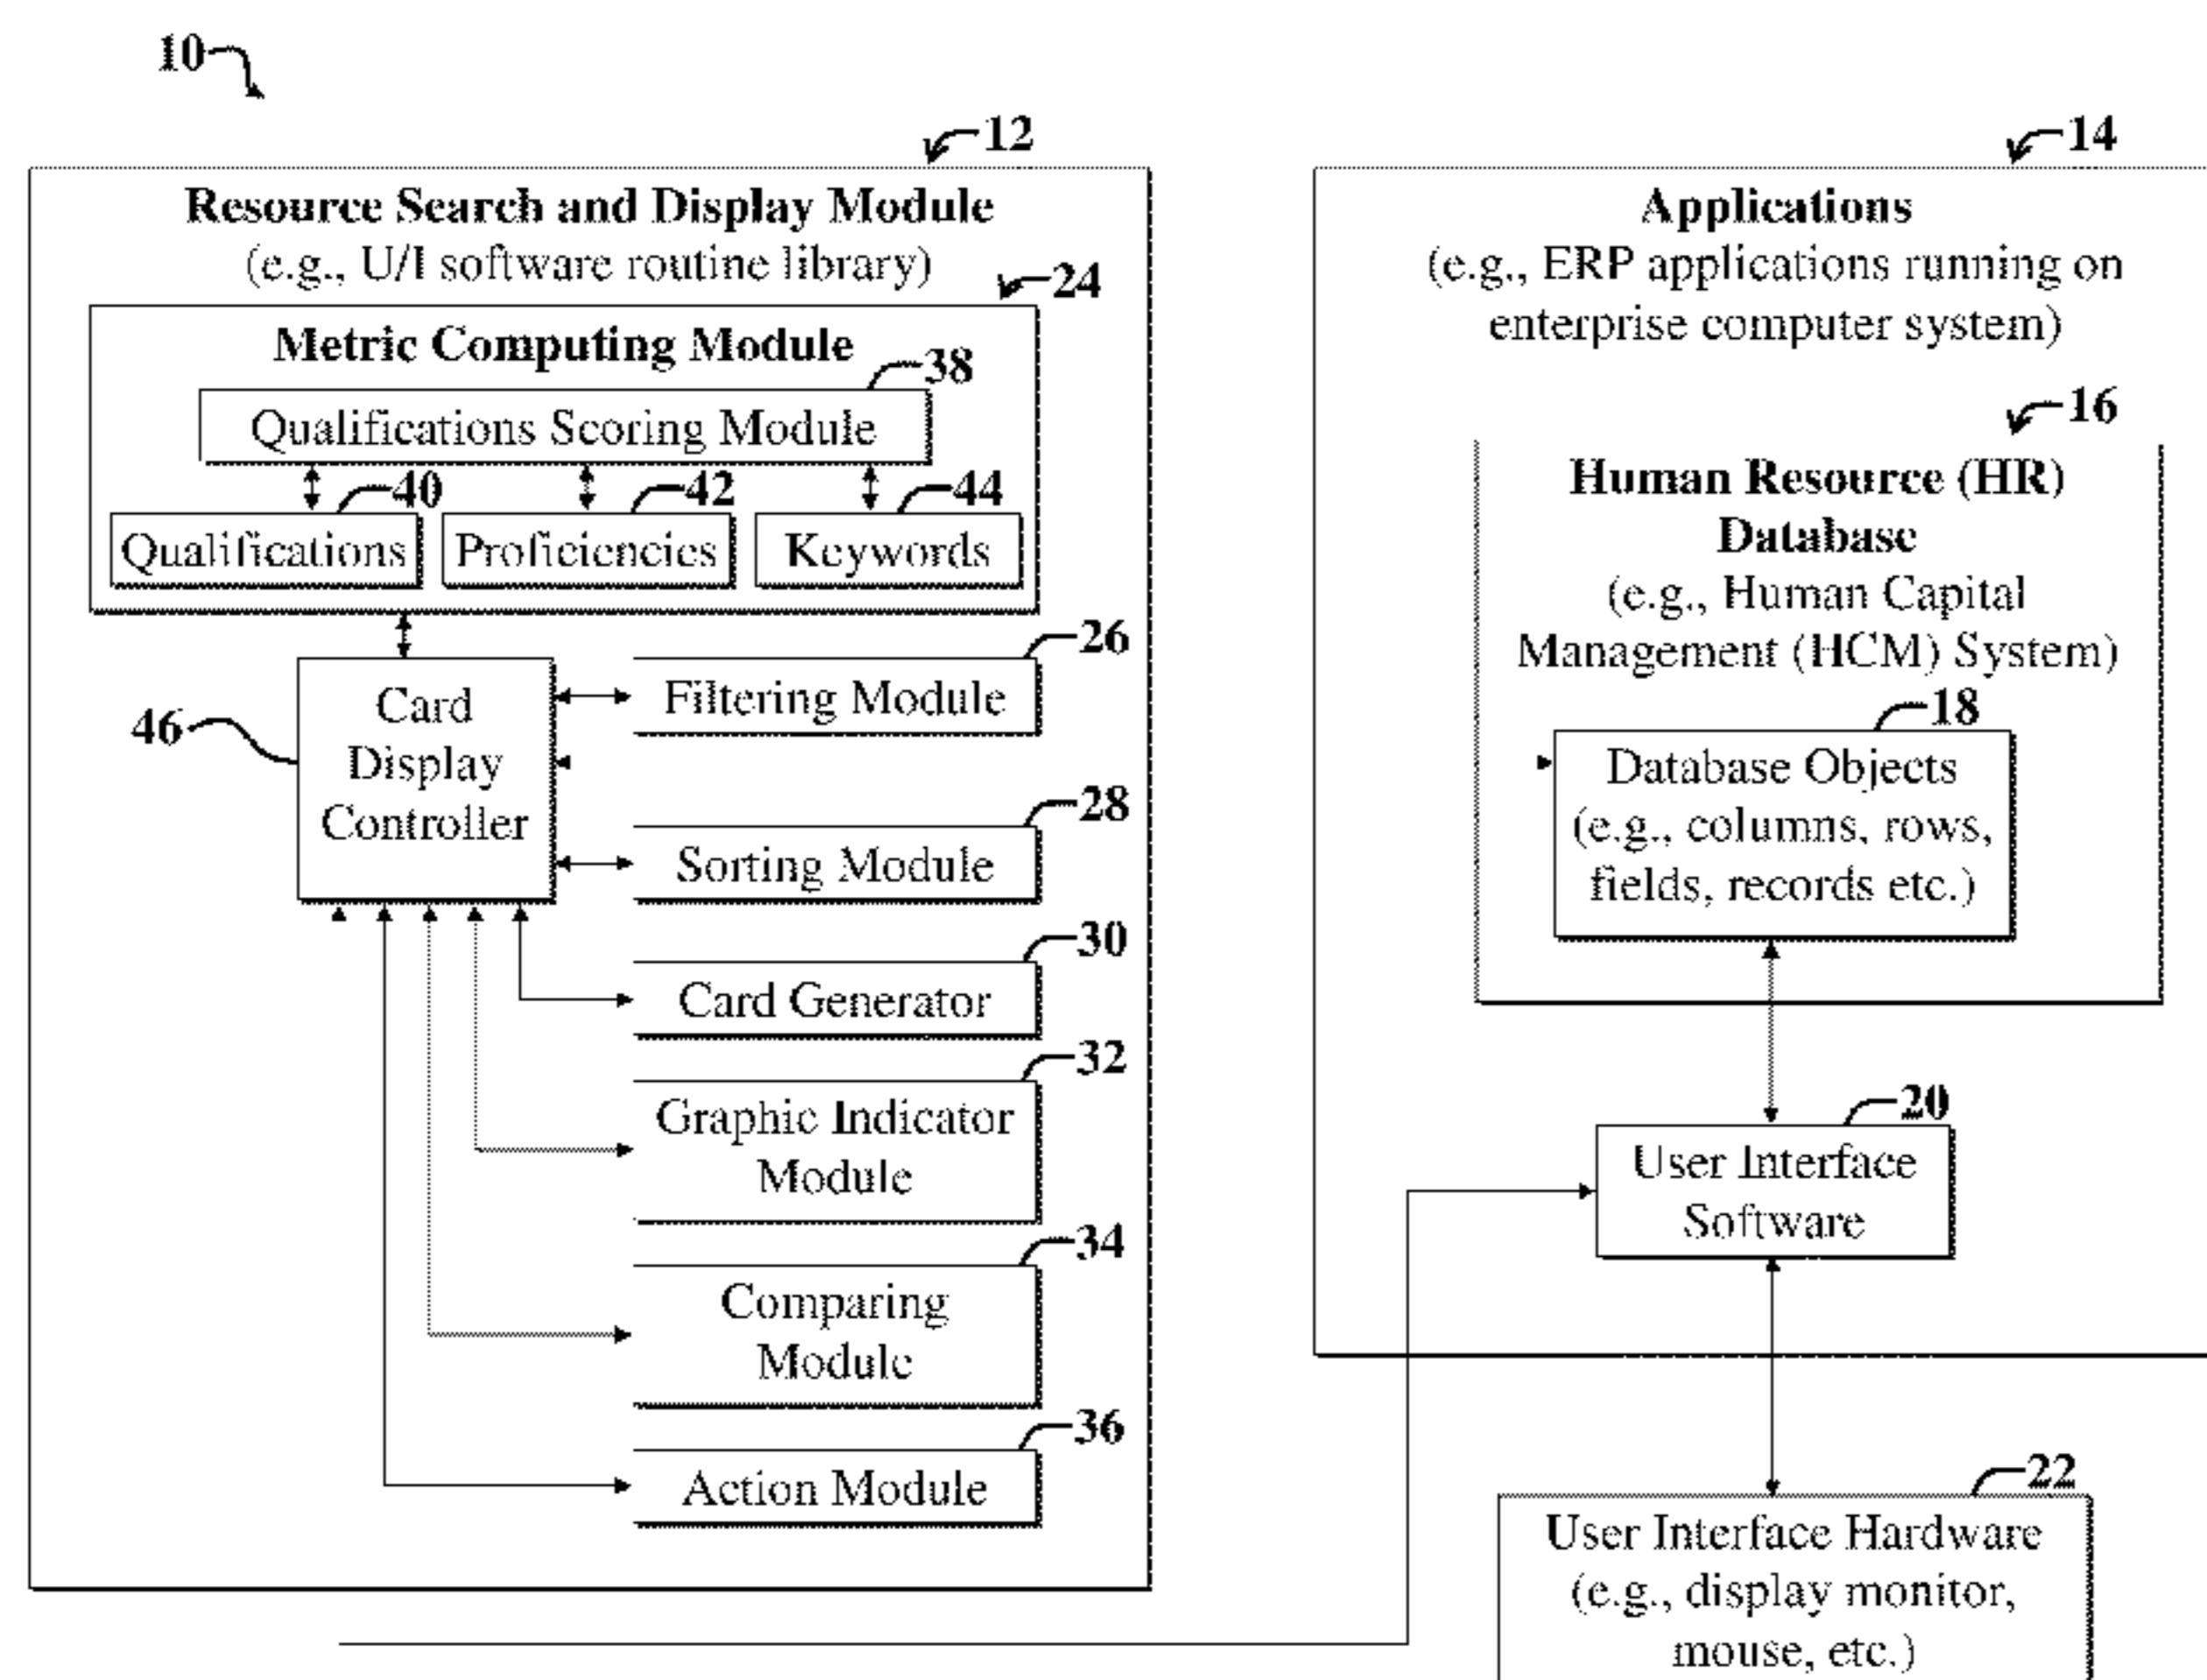 10
12
Resource Search and Display Module
(e.g., U/I software routine library)
24
Metric Computing Module
38
Qualifications Scoring Module
40
42
44
Qualifications
Proficiencies
Keywords
26
Filtering Module
46
Card
Display
Controller
28
Sorting Module
30
Card Generator
32
Graphic Indicator
Module
34
Comparing
Module
36
Action Module
14
Applications
(e.g., ERP applications running on
enterprise computer system)
16
Human Resource (HR)
Database
(e.g., Human Capital
Management (HCM) System)
18
Database Objects
(e.g., columns, rows,
fields, records etc.)
20
User Interface
Software
22
User Interface Hardware
(e.g., display monitor,
mouse, etc.)